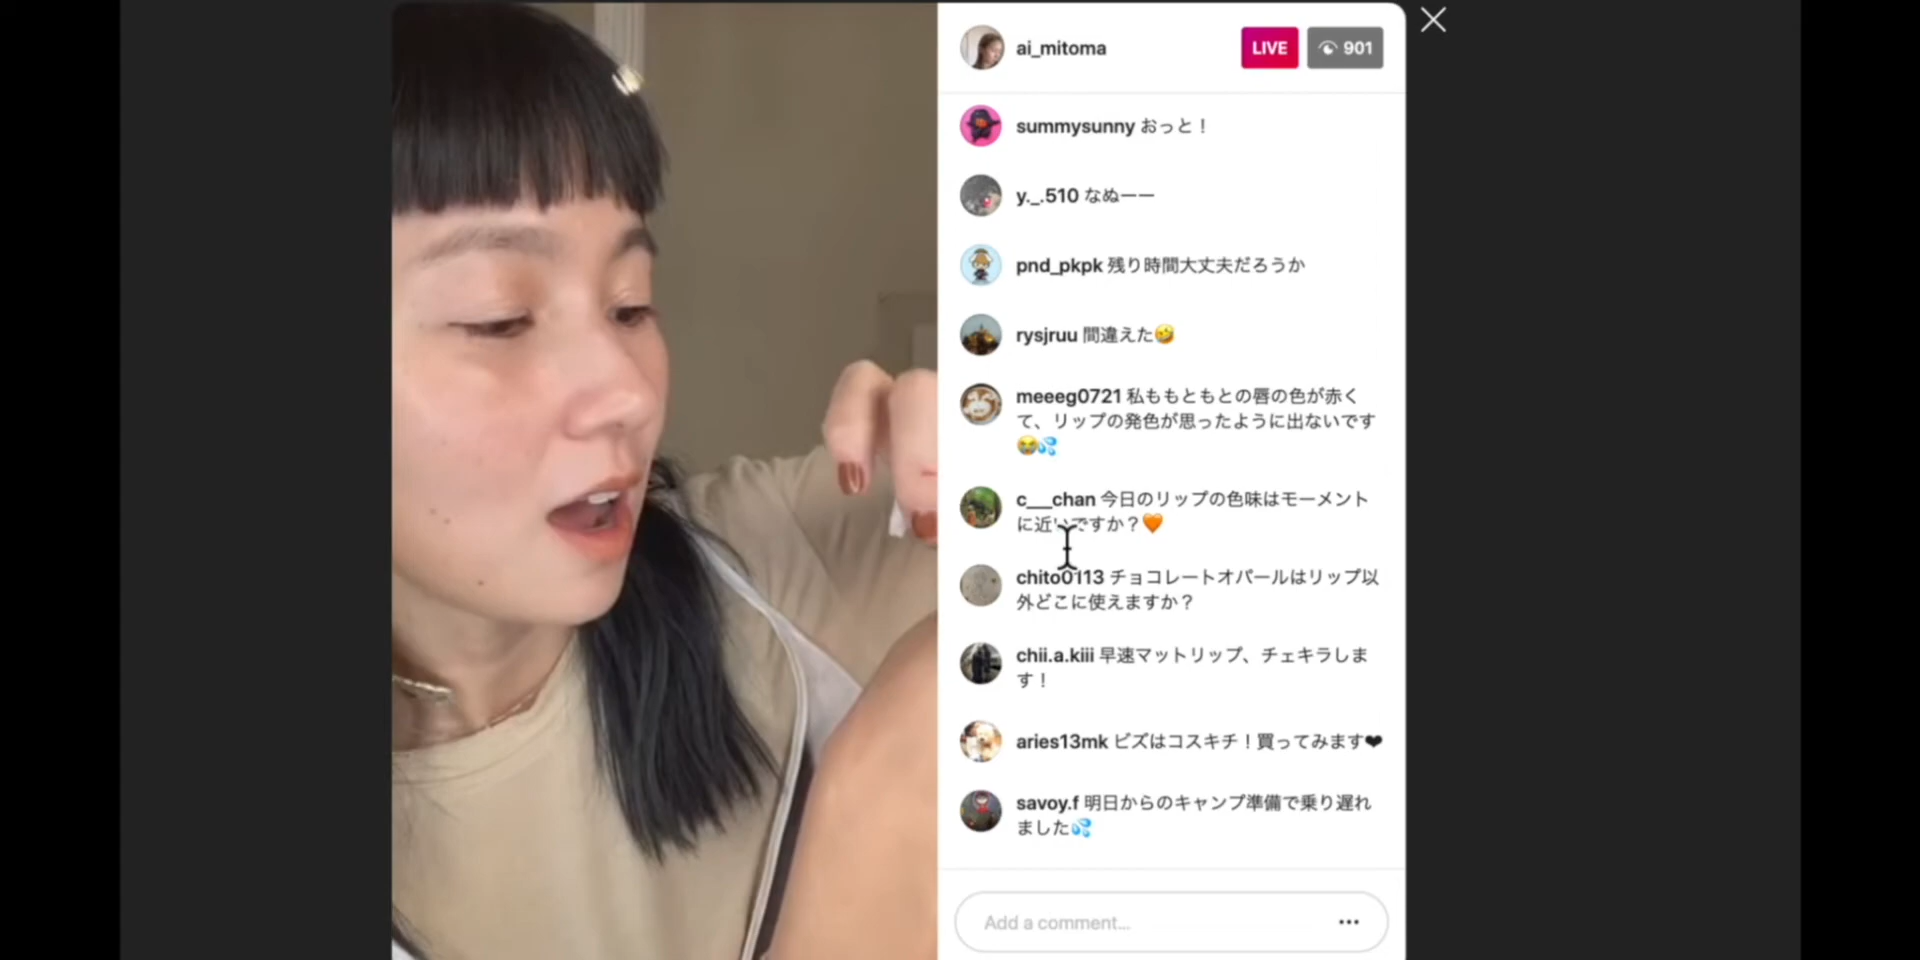 ai_mitoma
LIVE
901
summysunny おっと！
y._.510 なぬーー
pnd_pkpk 残り時間大丈夫だろうか
rysjruu 間違えた🤣
meeeg0721 私ももともとの唇の色が赤く
て、リップの発色が思ったように出ないです
😭💦
c___chan 今日のリップの色味はモーメント
に近いですか？🧡
chito0113 チョコレートオパールはリップ以
外どこに使えますか？
chii.a.kiii 早速マットリップ、チェキラしま
す！
aries13mk ビズはコスキチ！買ってみます❤
savoy.f 明日からのキャンプ準備で乗り遅れ
ました💦
Add a comment...